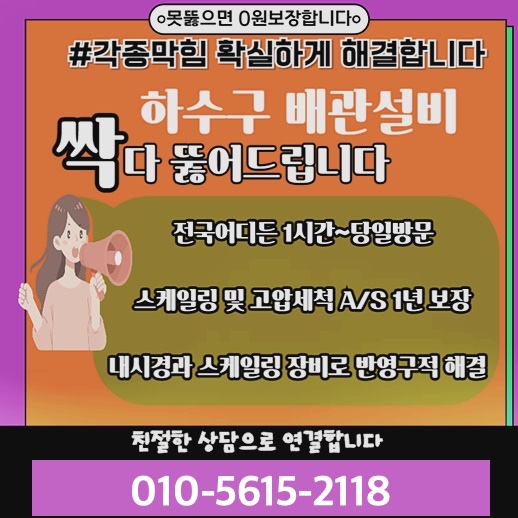 못뚫으면 0원보장합니다
#각종막힘 확실하게 해결합니다
하수구 배관설비
싹다 뚫어드립니다
전국어디든 1시간~당일방문
스케일링 및 고압세척 A/S 1년 보장
내시경과 스케일링 장비로 반영구적 해결
친절한 상담으로 연결합니다
010-5615-2118